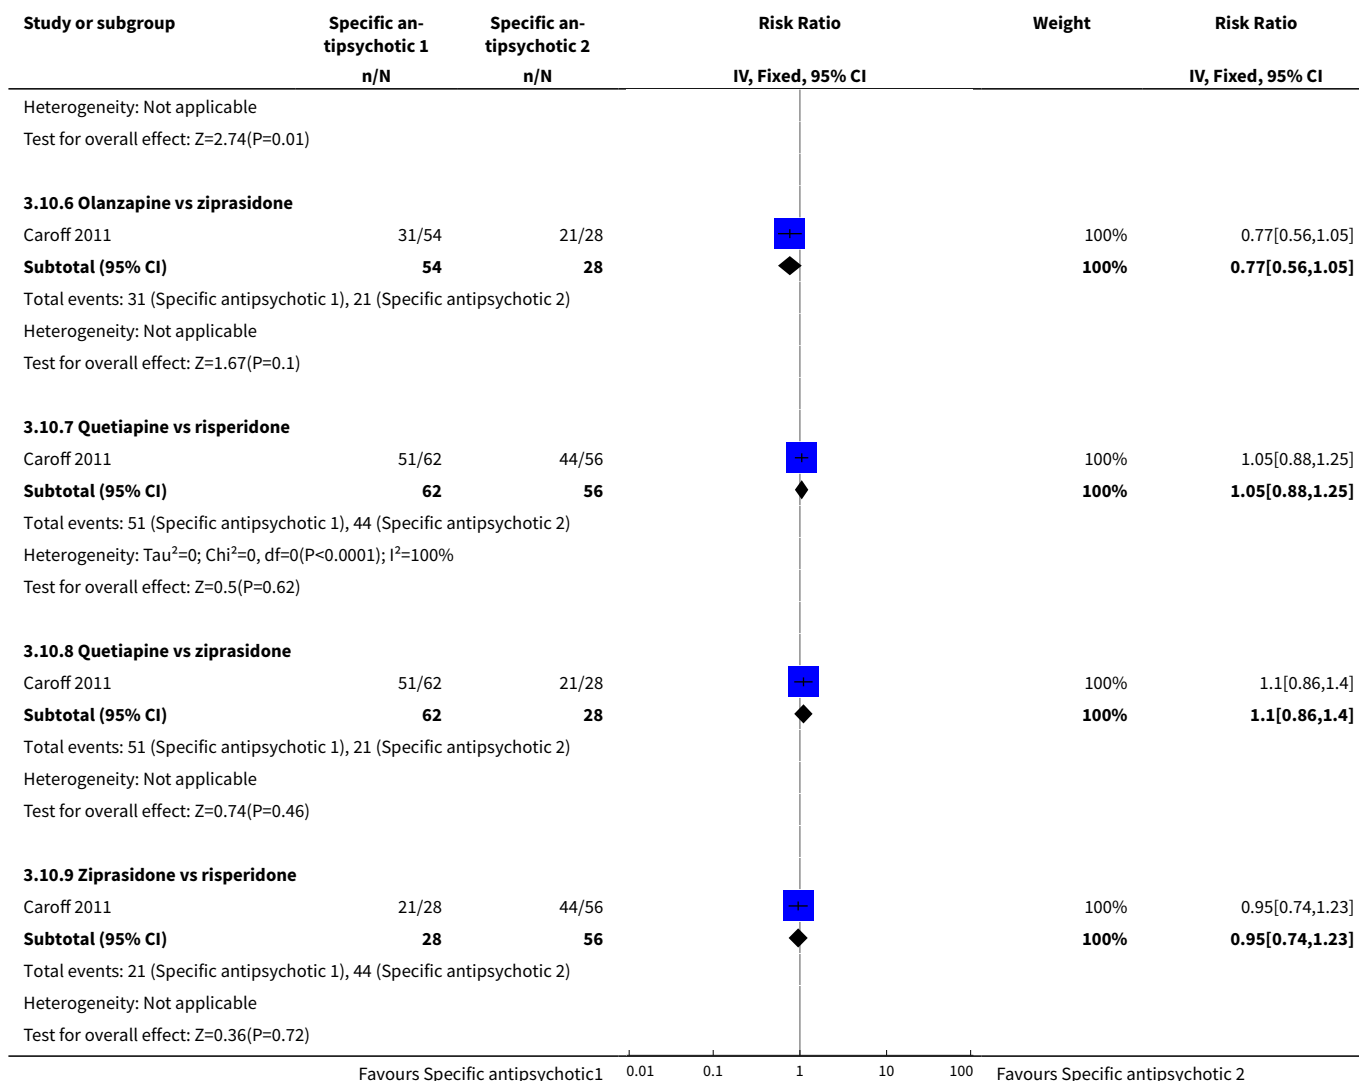 Study or subgroup Specific an- Specific an- Risk Ratio Weight Risk Ratio
tipsychotic 1 tipsychotic 2
n/N n/N IV, Fixed, 95% CI IV, Fixed, 95% CI
Heterogeneity: Not applicable
Test for overall effect: Z=2.74(P=0.01)
3.10.6 Olanzapine vs ziprasidone
Caroff 2011 31/54 21/28 100% 0.77[0.56,1.05]
Subtotal (95% CI) 54 28 100% 0.77[0.56,1.05]
Total events: 31 (Specific antipsychotic 1), 21 (Specific antipsychotic 2)
Heterogeneity: Not applicable
Test for overall effect: Z=1.67(P=0.1)
3.10.7 Quetiapine vs risperidone
Caroff 2011 51/62 44/56 100% 1.05[0.88,1.25]
Subtotal (95% CI) 62 56 100% 1.05[0.88,1.25]
Total events: 51 (Specific antipsychotic 1), 44 (Specific antipsychotic 2)
Heterogeneity: Tau²=0; Chi²=0, df=0(P<0.0001); I²=100%
Test for overall effect: Z=0.5(P=0.62)
3.10.8 Quetiapine vs ziprasidone
Caroff 2011 51/62 21/28 100% 1.1[0.86,1.4]
Subtotal (95% CI) 62 28 100% 1.1[0.86,1.4]
Total events: 51 (Specific antipsychotic 1), 21 (Specific antipsychotic 2)
Heterogeneity: Not applicable
Test for overall effect: Z=0.74(P=0.46)
3.10.9 Ziprasidone vs risperidone
Caroff 2011 21/28 44/56 100% 0.95[0.74,1.23]
Subtotal (95% CI) 28 56 100% 0.95[0.74,1.23]
Total events: 21 (Specific antipsychotic 1), 44 (Specific antipsychotic 2)
Heterogeneity: Not applicable
Test for overall effect: Z=0.36(P=0.72)
Favours Specific antipsychotic1 0.01 0.1 1 10 100 Favours Specific antipsychotic 2